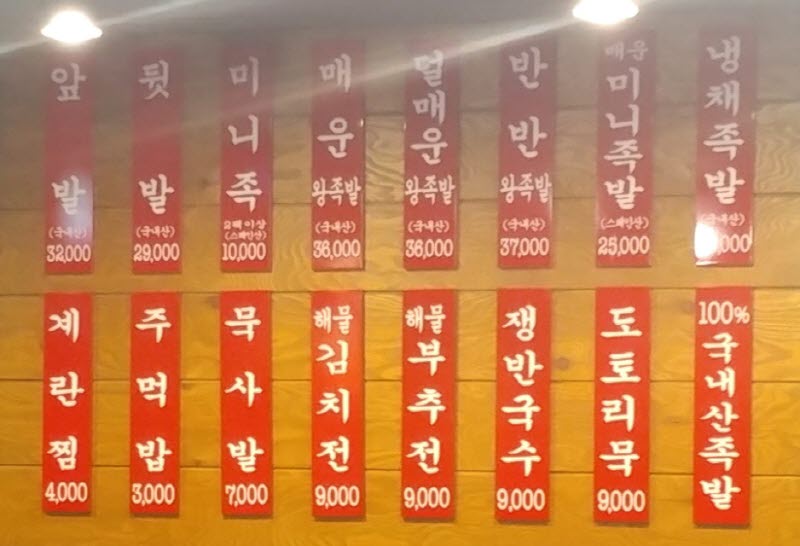 앞발
(국내산)
32,000
뒷발
(국내산)
29,000
미니족
2팩이상
(스페인산)
10,000
매운
왕족발
(국내산)
36,000
덜매운
왕족발
(국내산)
36,000
반반
왕족발
(국내산)
37,000
매운
미니족발
(스페인산)
25,000
냉채족발
(국내산)
계란찜
4,000
주먹밥
3,000
묵사발
7,000
해물
김치전
9,000
해물
부추전
9,000
쟁반국수
9,000
도토리묵
9,000
100%
국내산족발